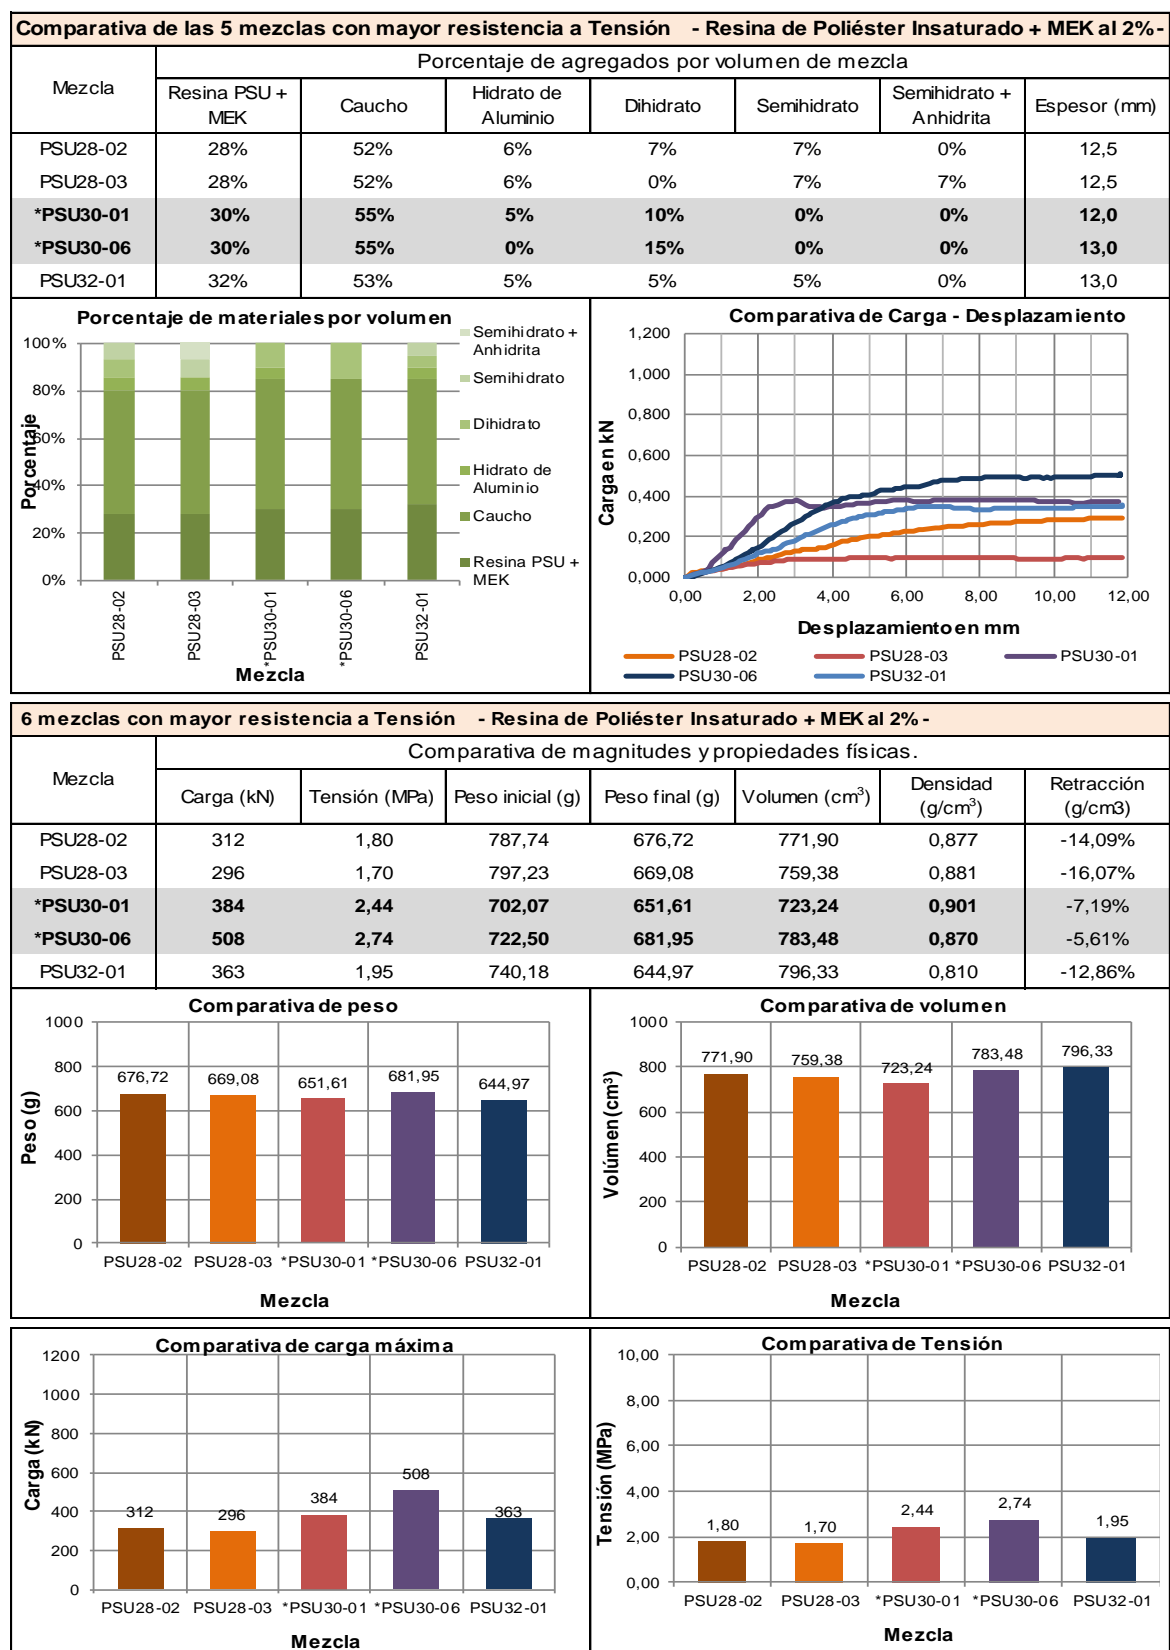 Comparativa de las 5 mezclas con mayor resistencia a Tensión - Resina de Poliéster Insaturado + MEK al 2% -
Mezcla
Porcentaje de agregados por volumen de mezcla
Resina PSU + MEK Caucho Hidrato de Aluminio Dihidrato Semihidrato Semihidrato + Anhidrita Espesor (mm)
PSU28-02 28% 52% 6% 7% 7% 0% 12,5
PSU28-03 28% 52% 6% 0% 7% 7% 12,5
*PSU30-01 30% 55% 5% 10% 0% 0% 12,0
*PSU30-06 30% 55% 0% 15% 0% 0% 13,0
PSU32-01 32% 53% 5% 5% 5% 0% 13,0
Porcentaje de materiales por volumen
Porcentaje
100%
80%
60%
40%
20%
0%
PSU28-02 PSU28-03 *PSU30-01 *PSU30-06 PSU32-01
Mezcla
Semihidrato + Anhidrita
Semihidrato
Dihidrato
Hidrato de Aluminio
Caucho
Resina PSU + MEK
Comparativa de Carga - Desplazamiento
Carga en kN
1,200
1,000
0,800
0,600
0,400
0,200
0,000
0,00 2,00 4,00 6,00 8,00 10,00 12,00
Desplazamiento en mm
PSU28-02 PSU28-03 PSU30-01
PSU30-06 PSU32-01
6 mezclas con mayor resistencia a Tensión - Resina de Poliéster Insaturado + MEK al 2% -
Mezcla
Comparativa de magnitudes y propiedades físicas.
Carga (kN) Tensión (MPa) Peso inicial (g) Peso final (g) Volumen (cm³) Densidad (g/cm³) Retracción (g/cm3)
PSU28-02 312 1,80 787,74 676,72 771,90 0,877 -14,09%
PSU28-03 296 1,70 797,23 669,08 759,38 0,881 -16,07%
*PSU30-01 384 2,44 702,07 651,61 723,24 0,901 -7,19%
*PSU30-06 508 2,74 722,50 681,95 783,48 0,870 -5,61%
PSU32-01 363 1,95 740,18 644,97 796,33 0,810 -12,86%
Comparativa de peso
Peso (g)
1000
800
600
400
200
0
676,72 669,08 651,61 681,95 644,97
PSU28-02 PSU28-03 *PSU30-01 *PSU30-06 PSU32-01
Mezcla
Comparativa de volumen
Volúmen (cm³)
1000
800
600
400
200
0
771,90 759,38 723,24 783,48 796,33
PSU28-02 PSU28-03 *PSU30-01 *PSU30-06 PSU32-01
Mezcla
Comparativa de carga máxima
Carga (kN)
1200
1000
800
600
400
200
0
312 296 384 508 363
PSU28-02 PSU28-03 *PSU30-01 *PSU30-06 PSU32-01
Mezcla
Comparativa de Tensión
Tensión (MPa)
10,00
8,00
6,00
4,00
2,00
0,00
1,80 1,70 2,44 2,74 1,95
PSU28-02 PSU28-03 *PSU30-01 *PSU30-06 PSU32-01
Mezcla